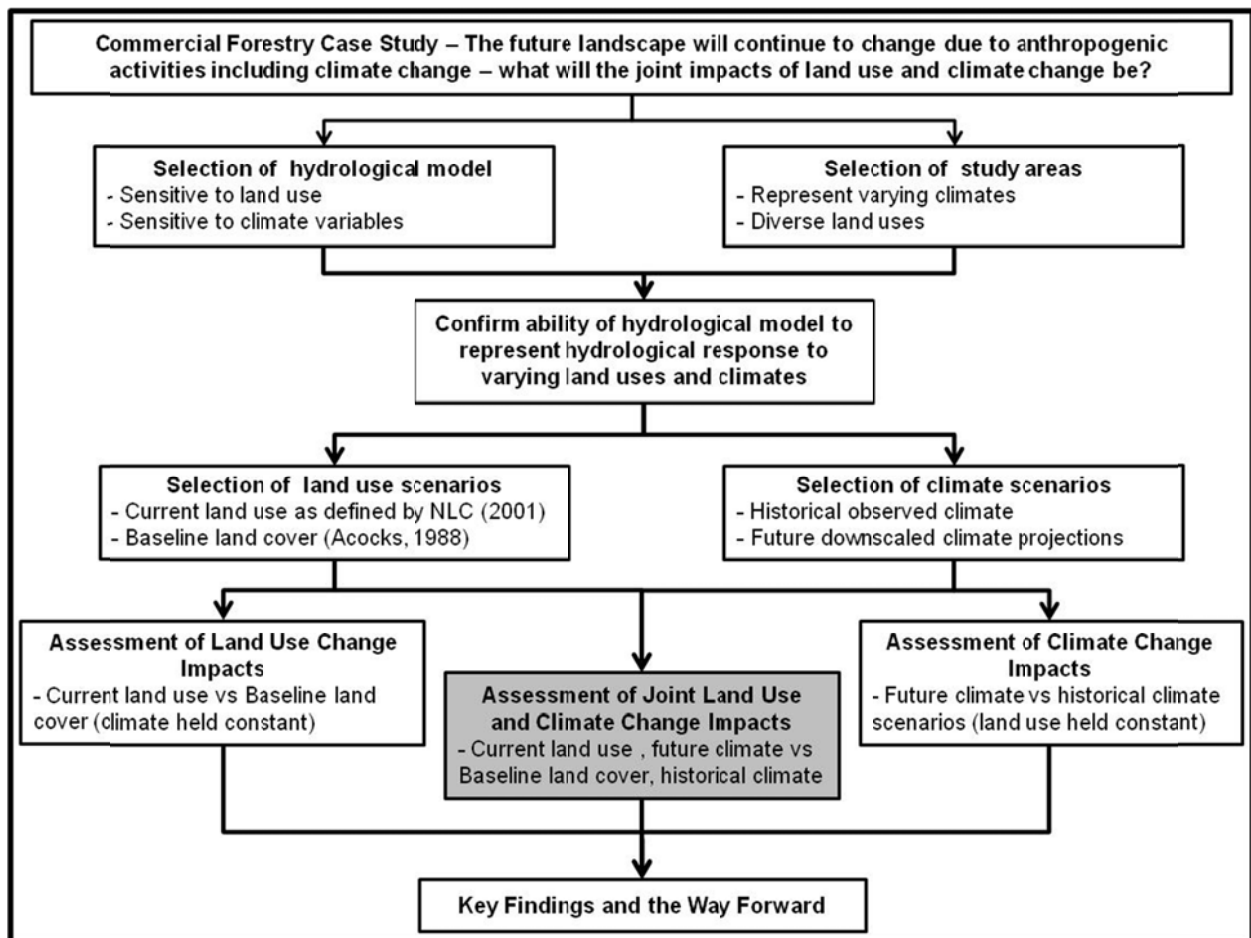 Commercial Forestry Case Study – The future landscape will continue to change due to anthropogenic
activities including climate change – what will the joint impacts of land use and climate change be?
Selection of hydrological model
- Sensitive to land use
- Sensitive to climate variables
Selection of study areas
- Represent varying climates
- Diverse land uses
Confirm ability of hydrological model to
represent hydrological response to
varying land uses and climates
Selection of land use scenarios
- Current land use as defined by NLC (2001)
- Baseline land cover (Acocks, 1988)
Selection of climate scenarios
- Historical observed climate
- Future downscaled climate projections
Assessment of Land Use Change
Impacts
- Current land use vs Baseline land
cover (climate held constant)
Assessment of Joint Land Use
and Climate Change Impacts
- Current land use , future climate vs
Baseline land cover, historical climate
Assessment of Climate Change
Impacts
- Future climate vs historical climate
scenarios (land use held constant)
Key Findings and the Way Forward